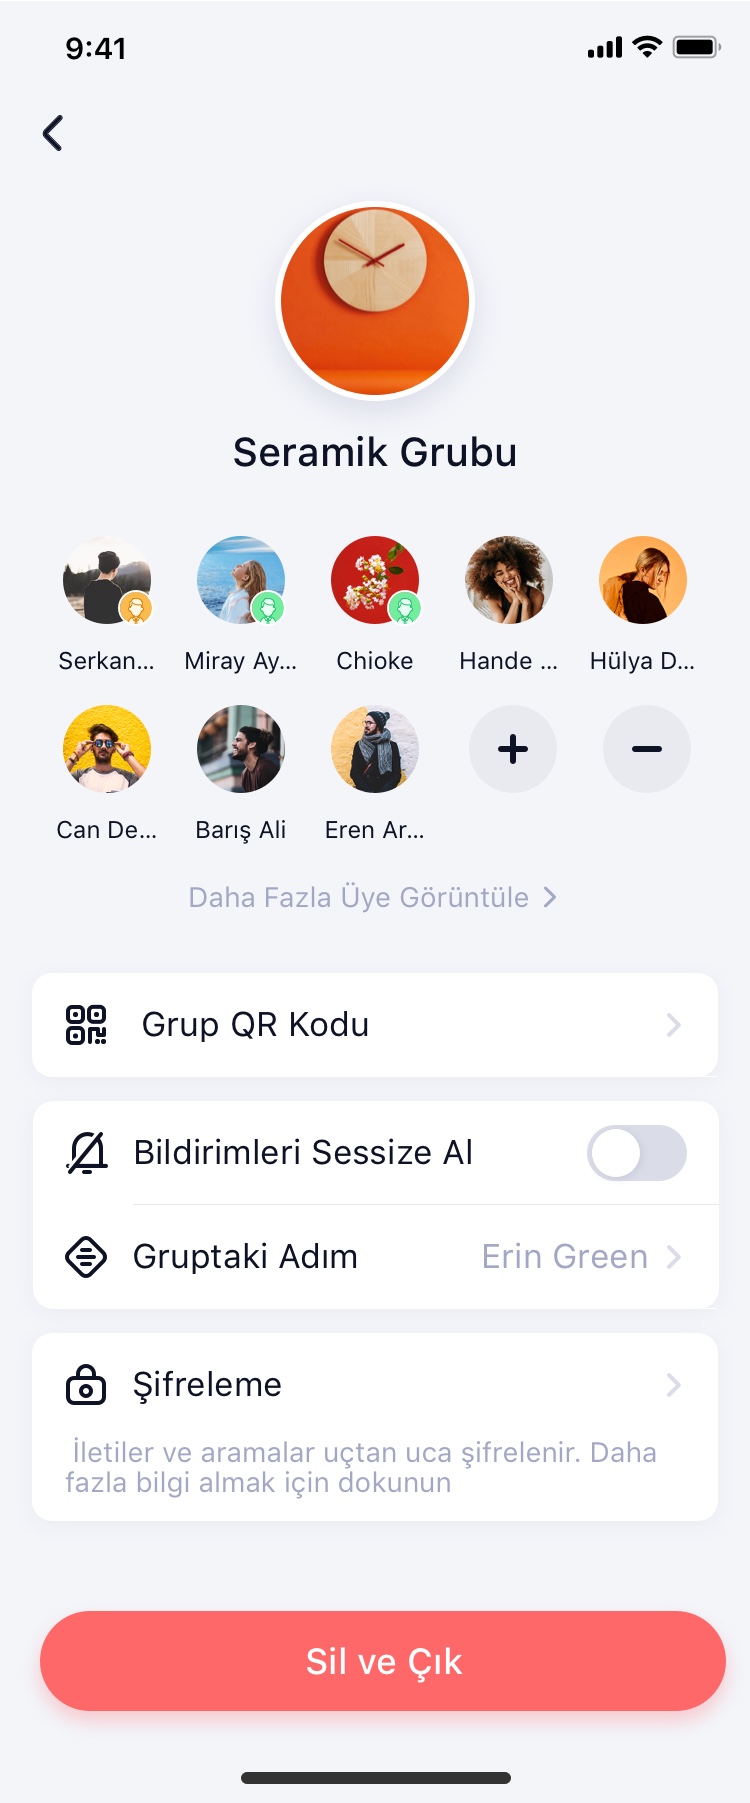 9:41
Seramik Grubu
Serkan... Miray Ay... Chioke Hande ... Hülya D...
Can De... Barış Ali Eren Ar...
Daha Fazla Üye Görüntüle
Grup QR Kodu
Bildirimleri Sessize Al
Gruptaki Adım Erin Green
Şifreleme
İletiler ve aramalar uçtan uca şifrelenir. Daha
fazla bilgi almak için dokunun
Sil ve Çık